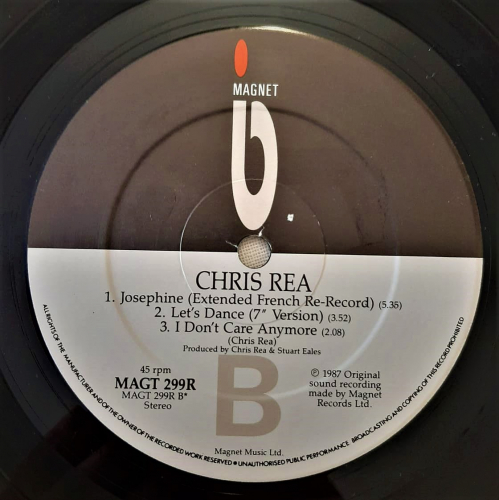 MAGNET
CHRIS REA
1. Josephine (Extended French Re-Record) (5.35)
2. Let's Dance (7" Version) (3.52)
3. I Don't Care Anymore (2.08)
(Chris Rea)
Produced by Chris Rea & Stuart Eales
45 rpm
MAGT 299R
MAGT 299R B*
Stereo
B
℗ 1987 Original
sound recording
made by Magnet
Records Ltd.
Magnet Music Ltd.
ALL RIGHTS OF THE MANUFACTURER AND OF THE OWNER OF THE RECORDED WORK RESERVED • UNAUTHORISED PUBLIC PERFORMANCE, BROADCASTING AND COPYING OF THIS RECORD PROHIBITED